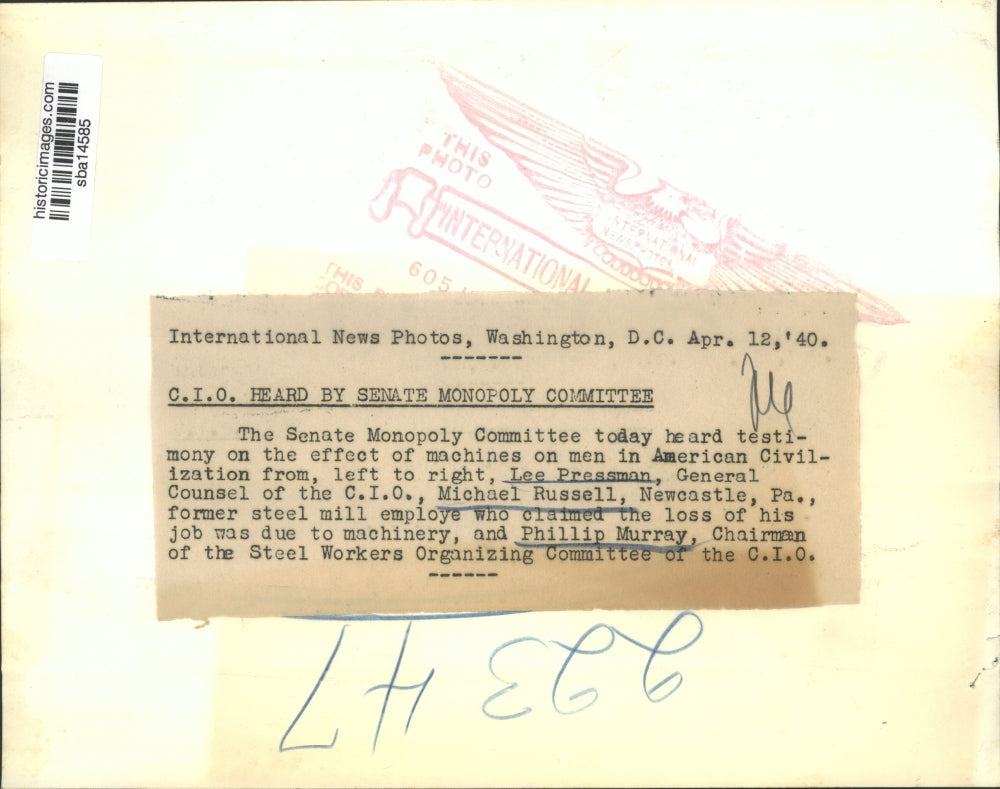 historicimages.com
sba14585
THIS
PHOTO
INTERNATIONAL
INTERNATIONAL
NEWS PHOTOS
605
THIS
International News Photos, Washington, D.C. Apr. 12,'40.
-------
C.I.O. HEARD BY SENATE MONOPOLY COMMITTEE
The Senate Monopoly Committee today heard testi-
mony on the effect of machines on men in American Civil-
ization from, left to right, Lee Pressman, General
Counsel of the C.I.O., Michael Russell, Newcastle, Pa.,
former steel mill employe who claimed the loss of his
job was due to machinery, and Phillip Murray, Chairman
of the Steel Workers Organizing Committee of the C.I.O.
------